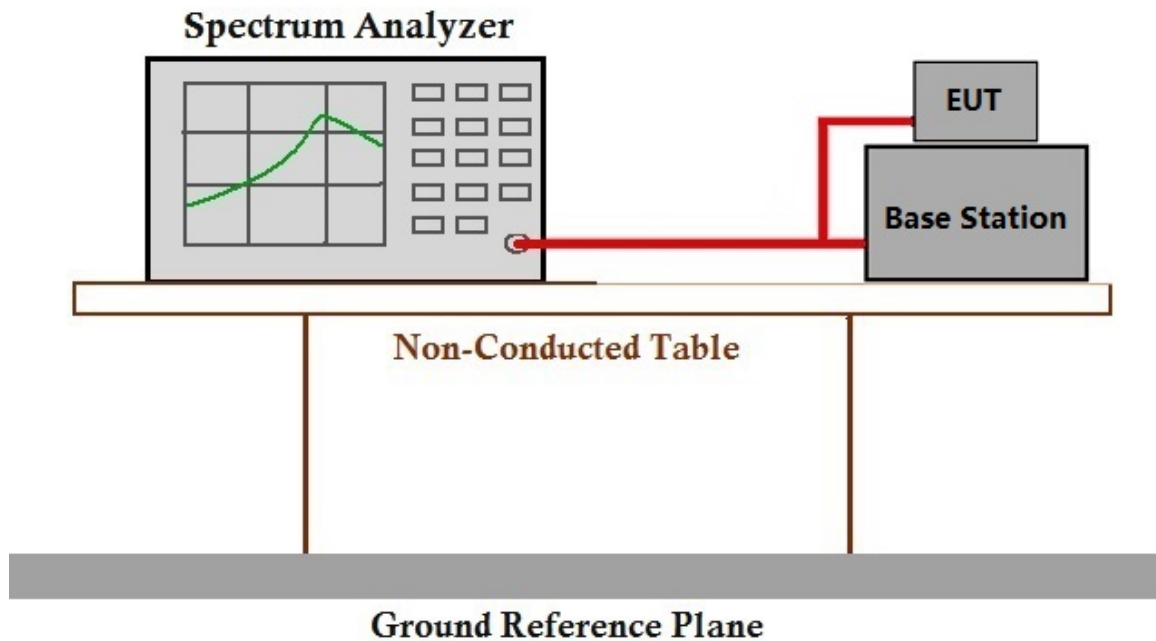 Spectrum Analyzer
EUT
Base Station
Non-Conducted Table
Ground Reference Plane